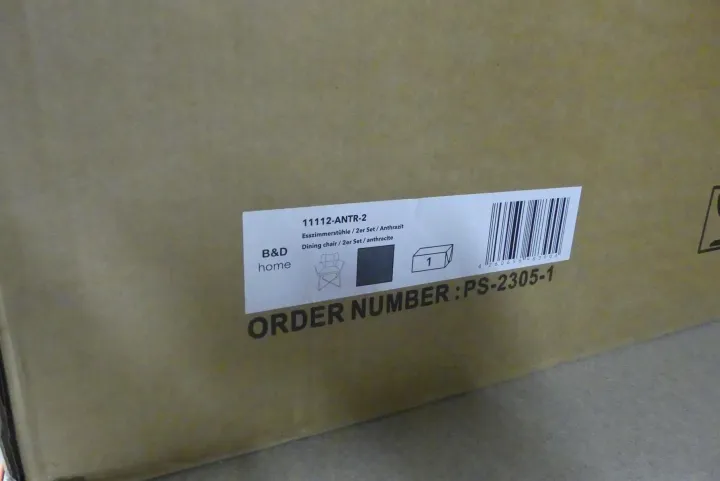 11112-ANTR-2
Esszimmerstühle / 2er Set / Anthrazit
Dining chair / 2er Set / anthracite
B&D
home
1
ORDER NUMBER : PS-2305-1